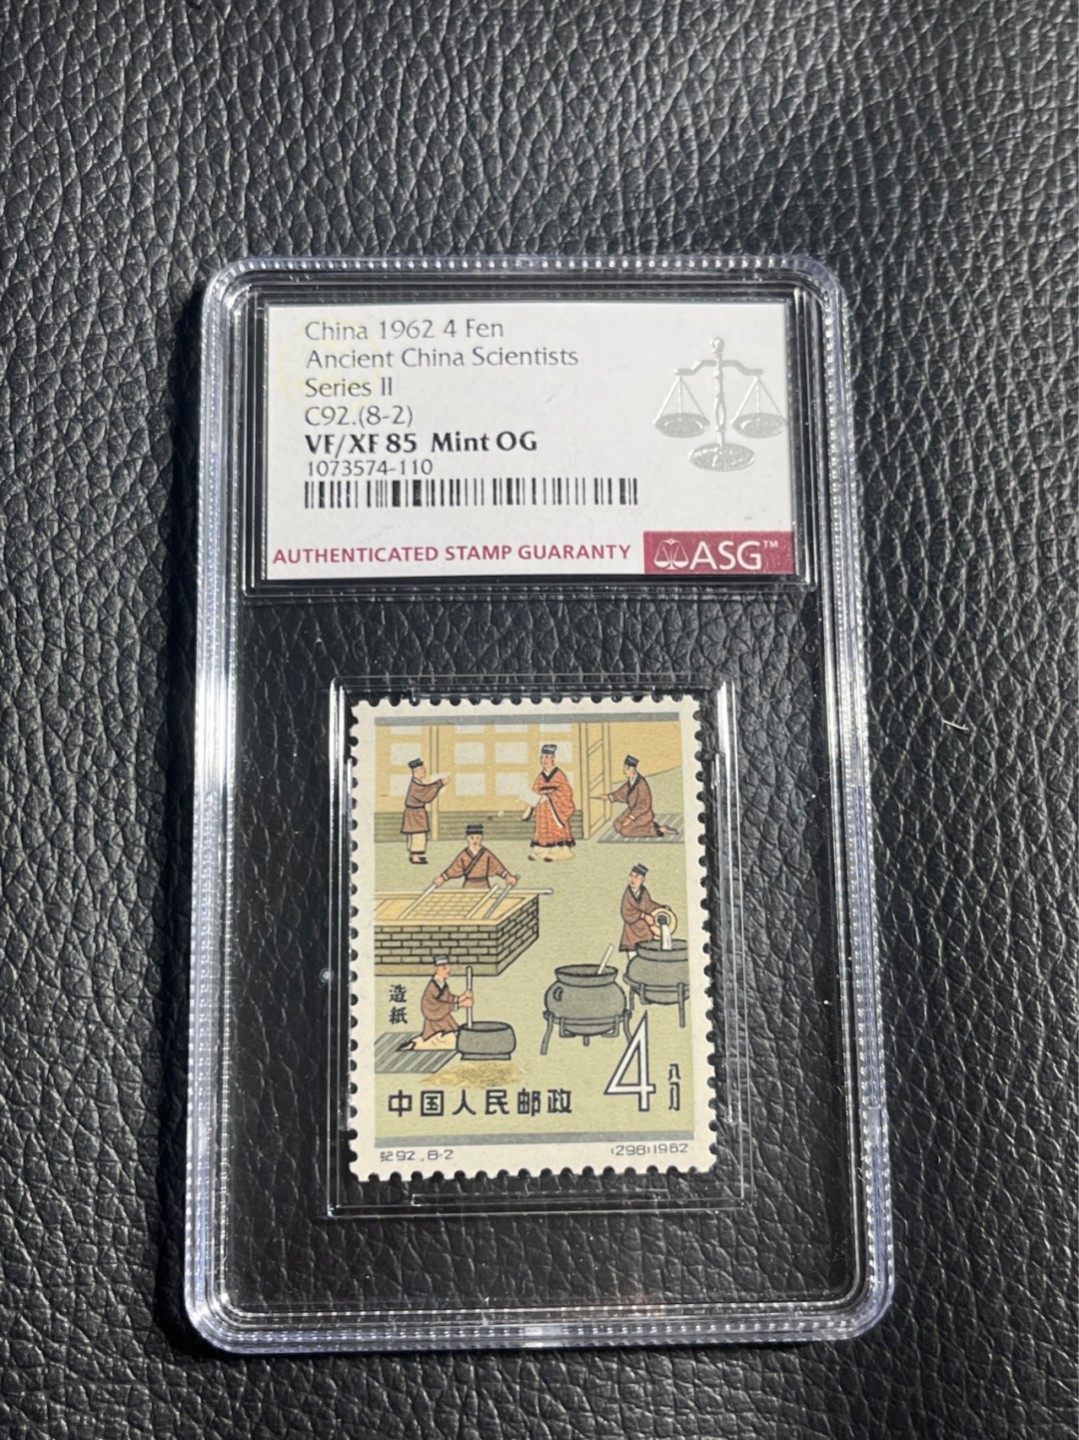 China 1962 4 Fen
Ancient China Scientists
Series II
C92.(8-2)
VF/XF 85 Mint OG
1073574-110
AUTHENTICATED STAMP GUARANTY
ASG™
造
紙
4
八分
中国人民邮政
纪92.8-2
(298)1962